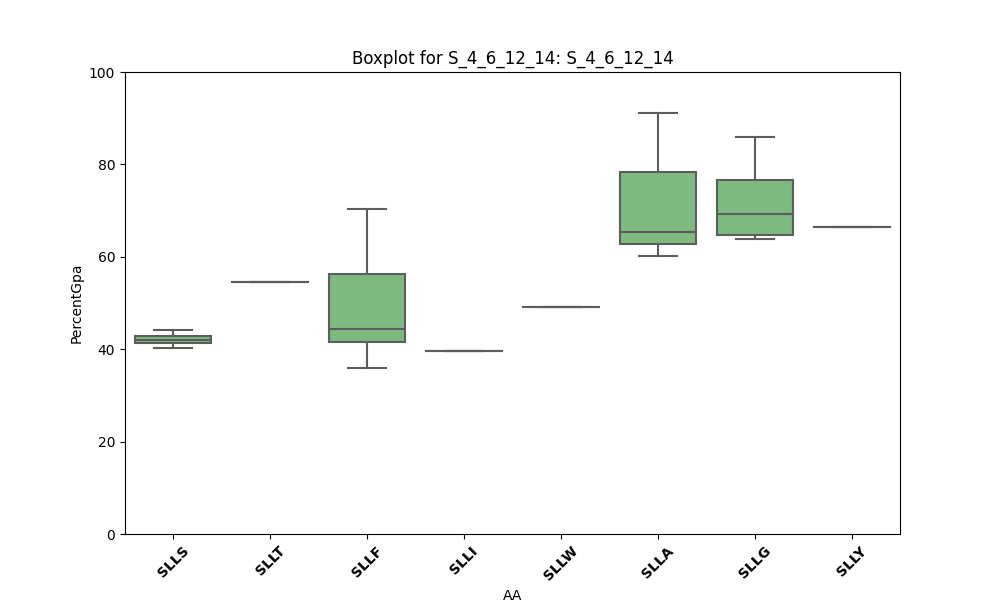 Boxplot for S_4_6_12_14: S_4_6_12_14
100
80
60
40
20
0
PercentGpa
SLLS
SLLT
SLLF
SLLI
SLLW
SLLA
SLLG
SLLY
AA